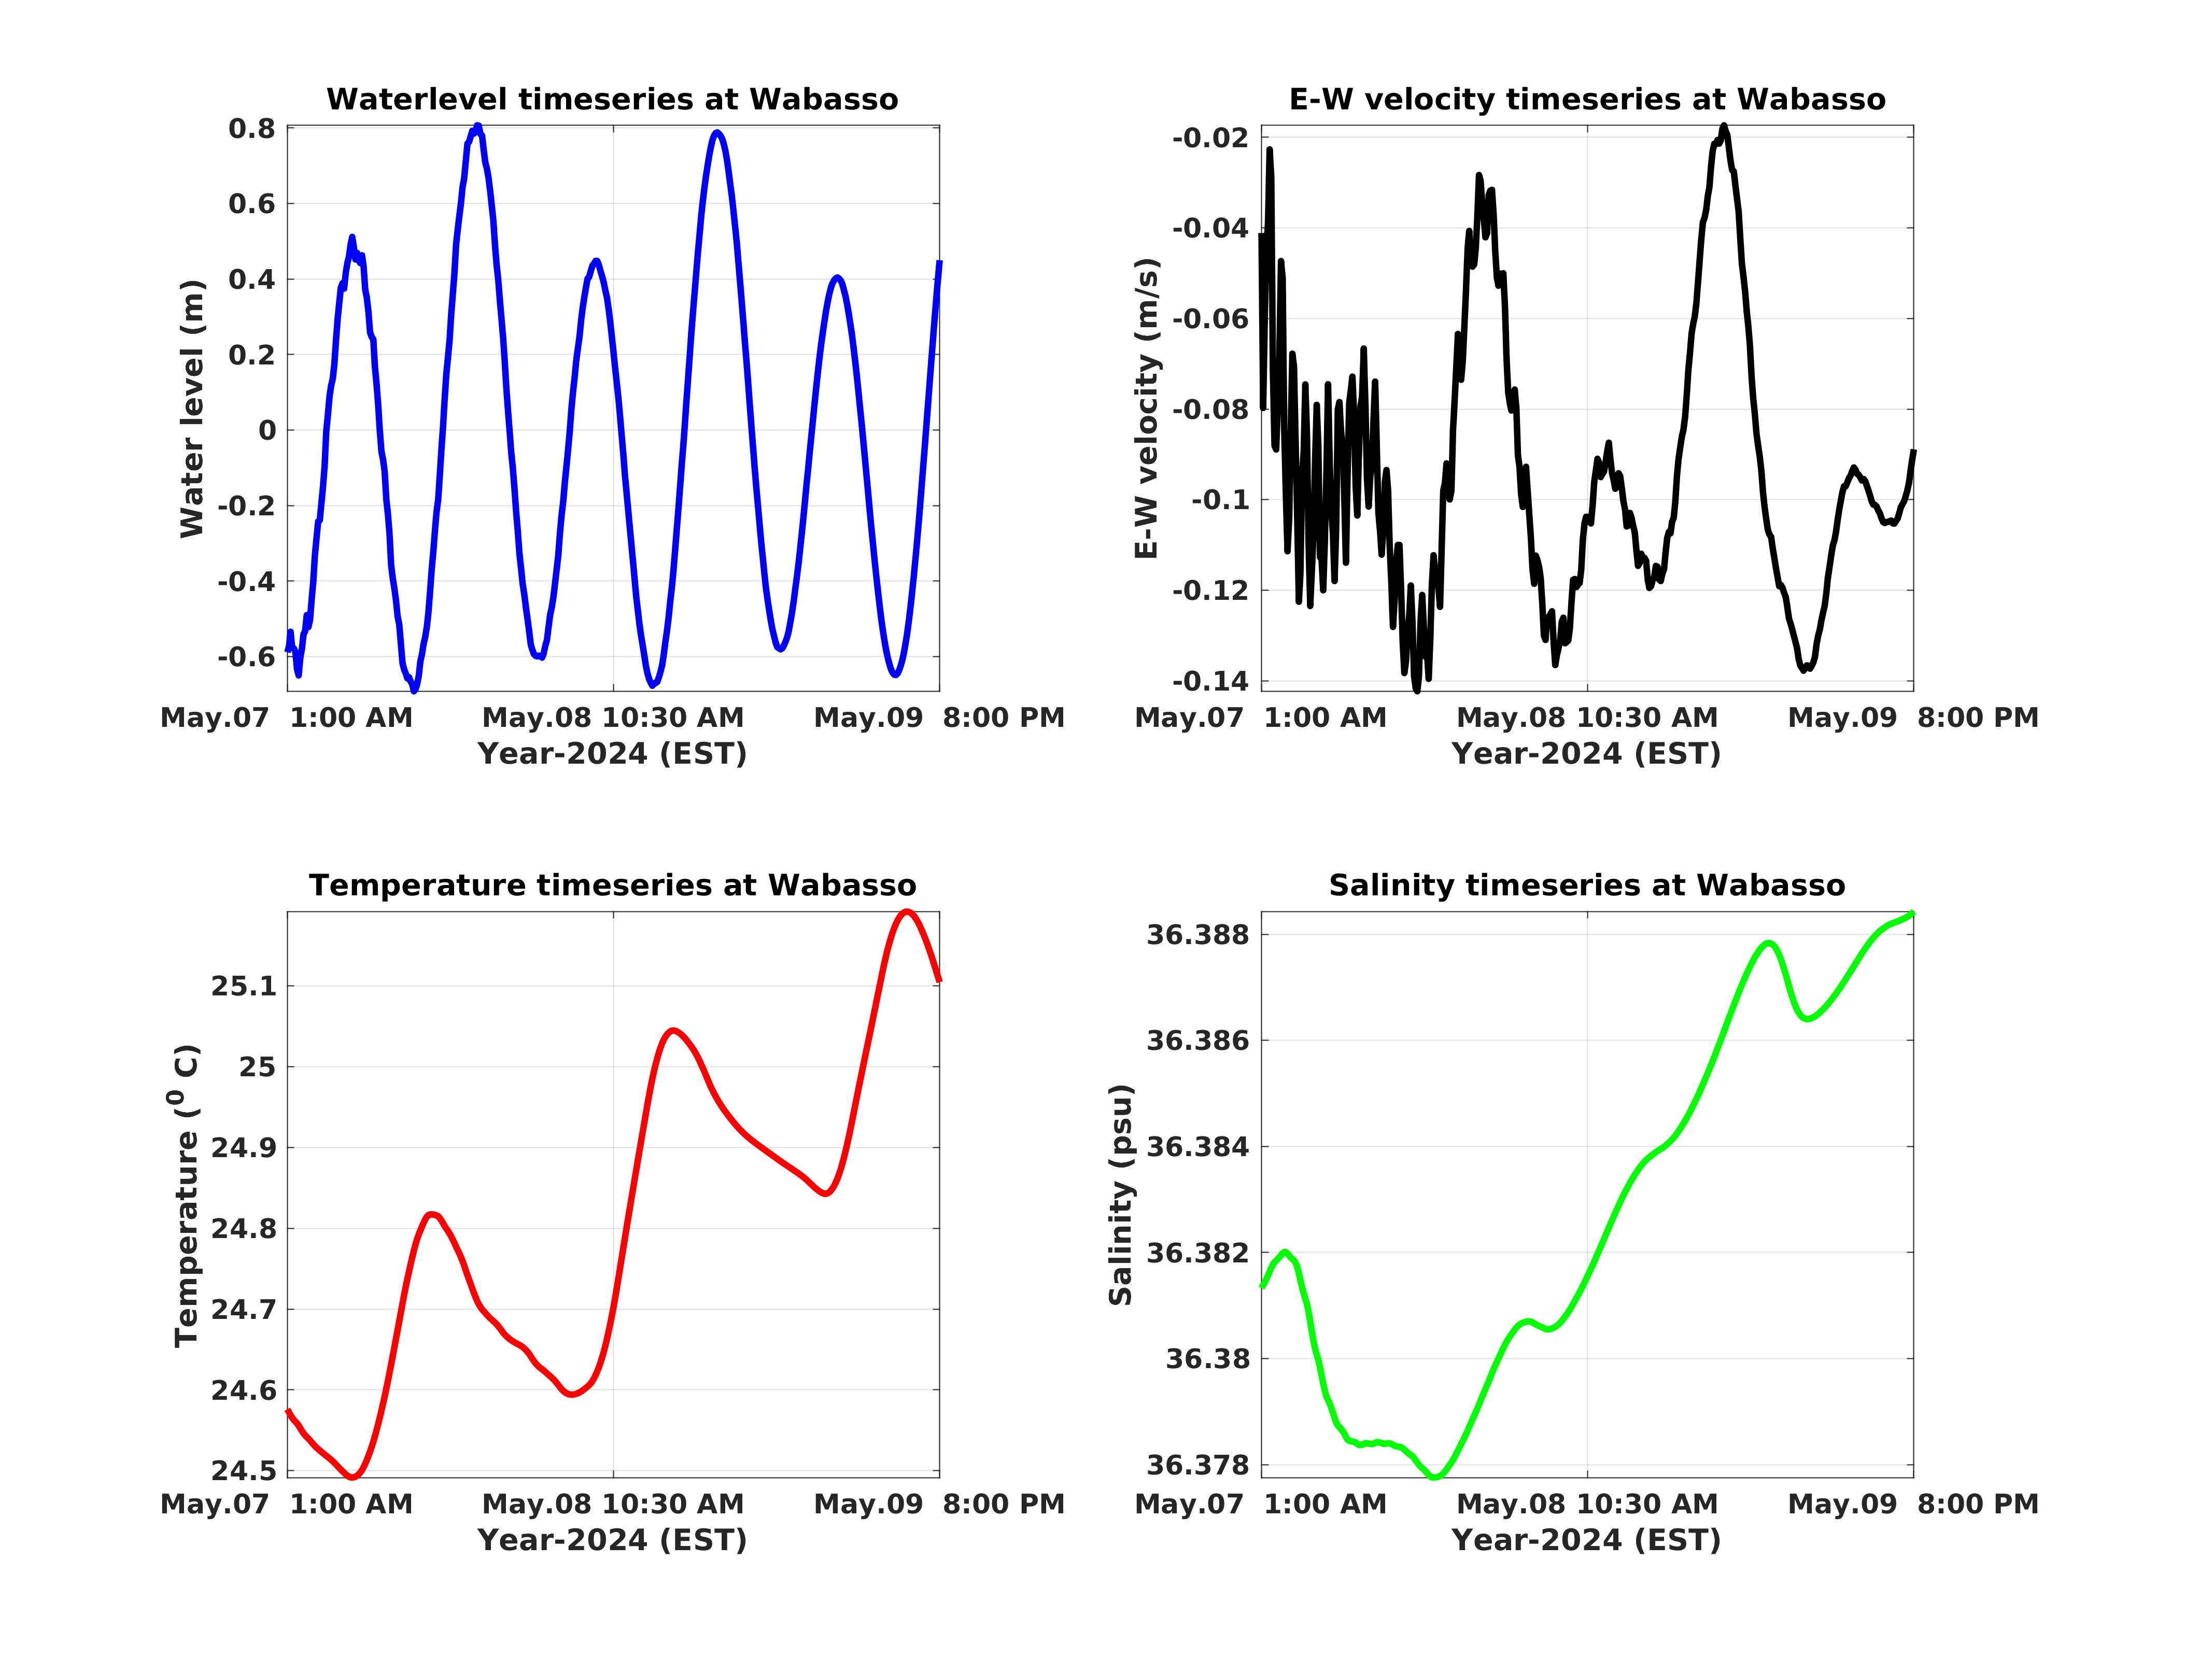 Waterlevel timeseries at Wabasso
0.8
0.6
0.4
0.2
0
-0.2
-0.4
-0.6
Water level (m)
May.07 1:00 AM May.08 10:30 AM May.09 8:00 PM
Year-2024 (EST)
E-W velocity timeseries at Wabasso
-0.02
-0.04
-0.06
-0.08
-0.1
-0.12
-0.14
E-W velocity (m/s)
May.07 1:00 AM May.08 10:30 AM May.09 8:00 PM
Year-2024 (EST)
Temperature timeseries at Wabasso
25.1
25
24.9
24.8
24.7
24.6
24.5
Temperature (⁰ C)
May.07 1:00 AM May.08 10:30 AM May.09 8:00 PM
Year-2024 (EST)
Salinity timeseries at Wabasso
36.388
36.386
36.384
36.382
36.38
36.378
Salinity (psu)
May.07 1:00 AM May.08 10:30 AM May.09 8:00 PM
Year-2024 (EST)